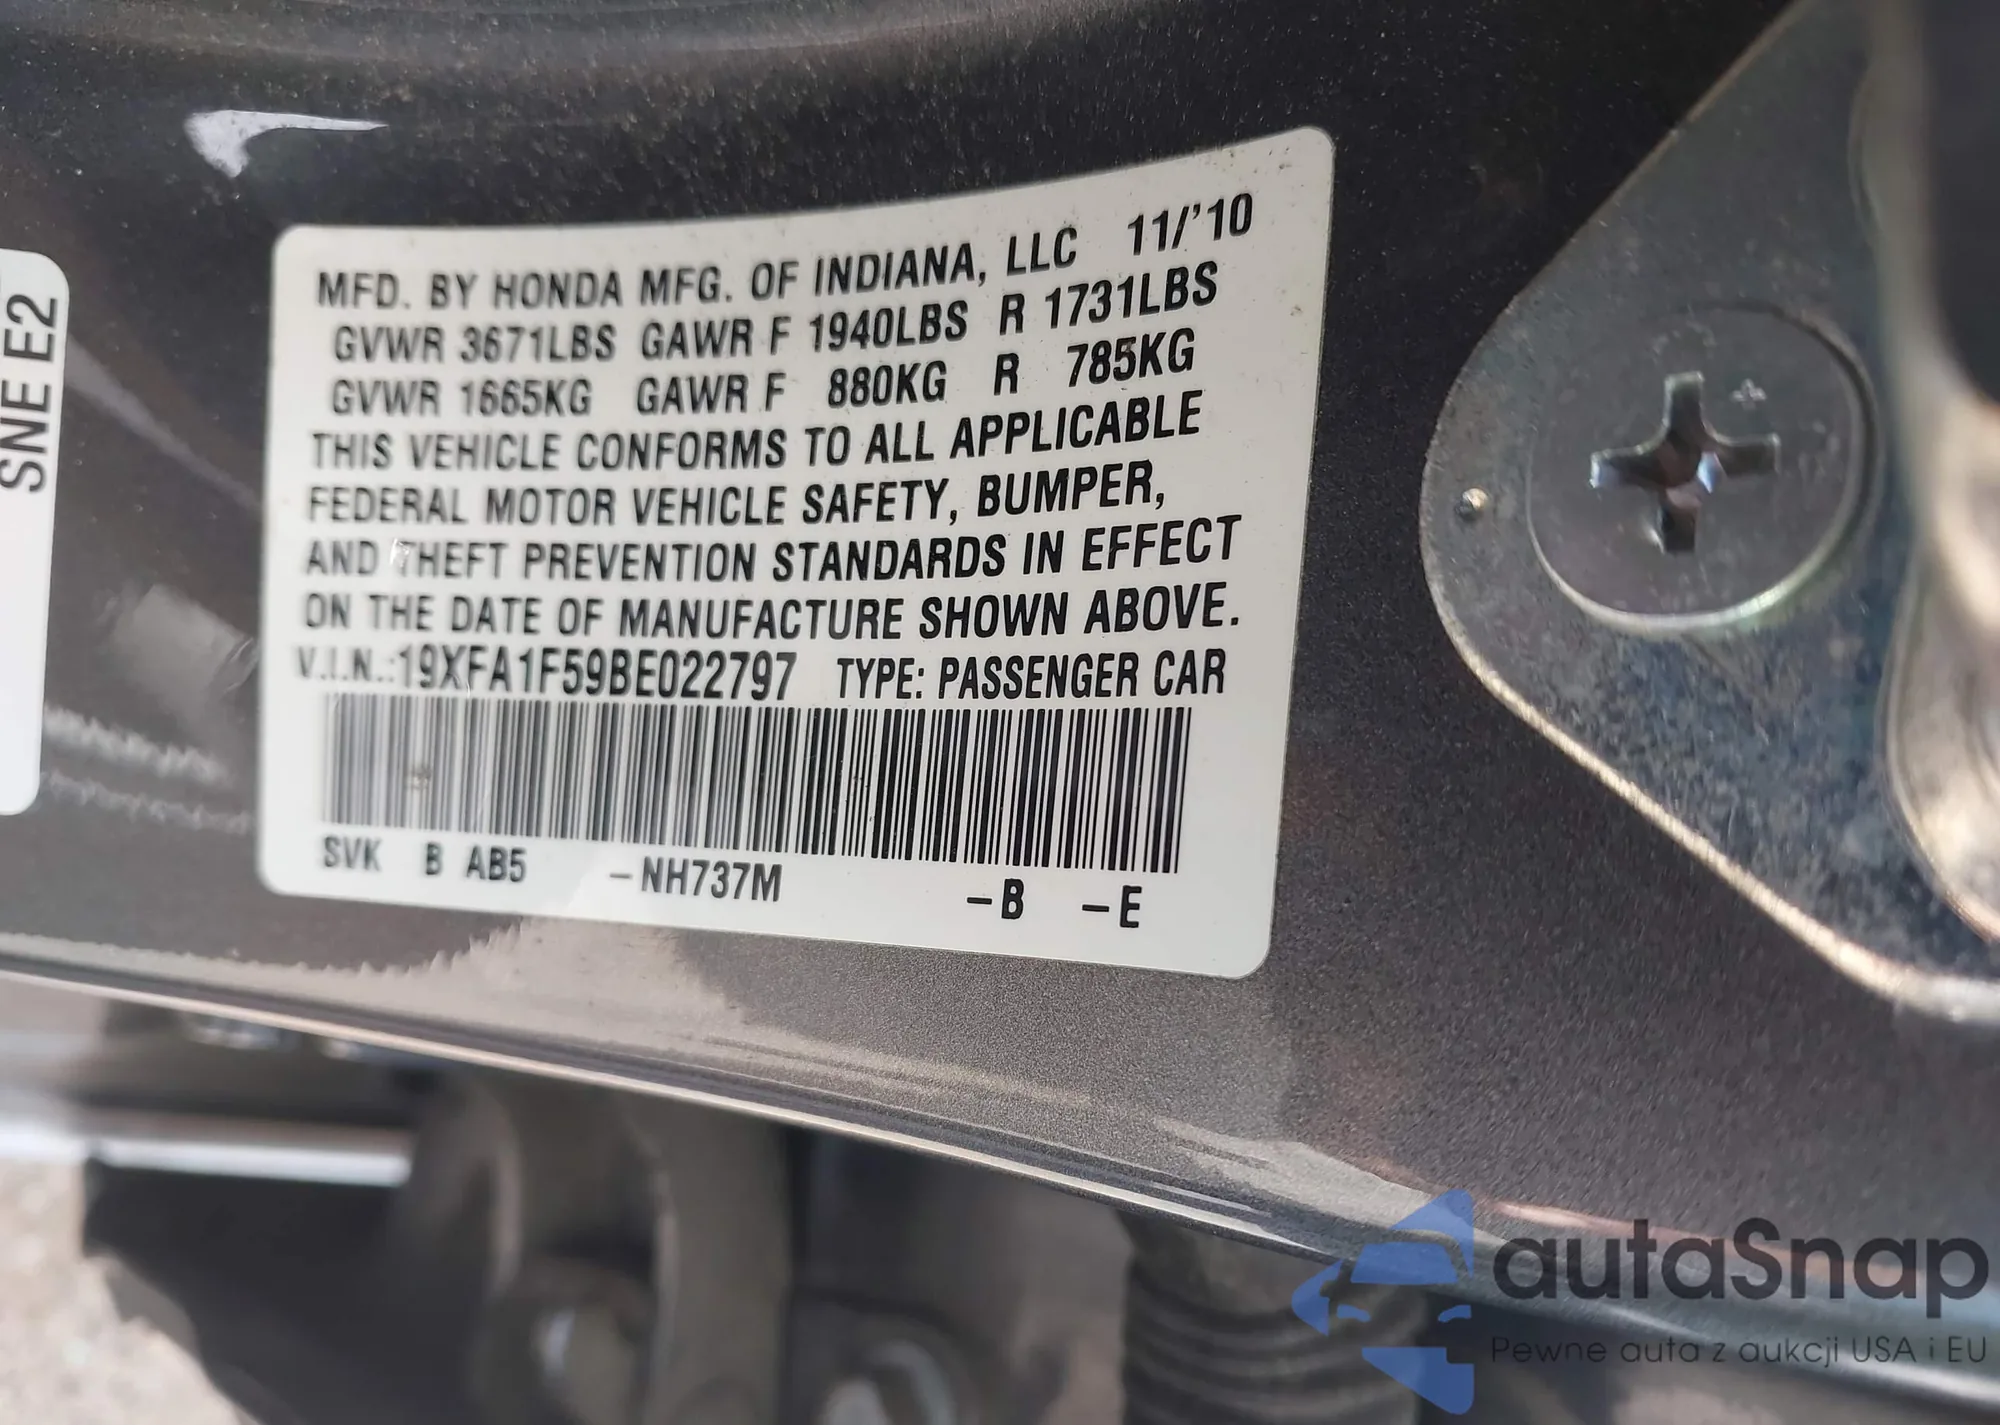 SNE E2
MFD. BY HONDA MFG. OF INDIANA, LLC 11/'10
GVWR 3671LBS GAWR F 1940LBS R 1731LBS
GVWR 1665KG GAWR F 880KG R 785KG
THIS VEHICLE CONFORMS TO ALL APPLICABLE
FEDERAL MOTOR VEHICLE SAFETY, BUMPER,
AND THEFT PREVENTION STANDARDS IN EFFECT
ON THE DATE OF MANUFACTURE SHOWN ABOVE.
V.I.N.:19XFA1F59BE022797 TYPE: PASSENGER CAR
SVK B AB5 -NH737M -B -E
autaSnap
Pewne auta z aukcji USA i EU